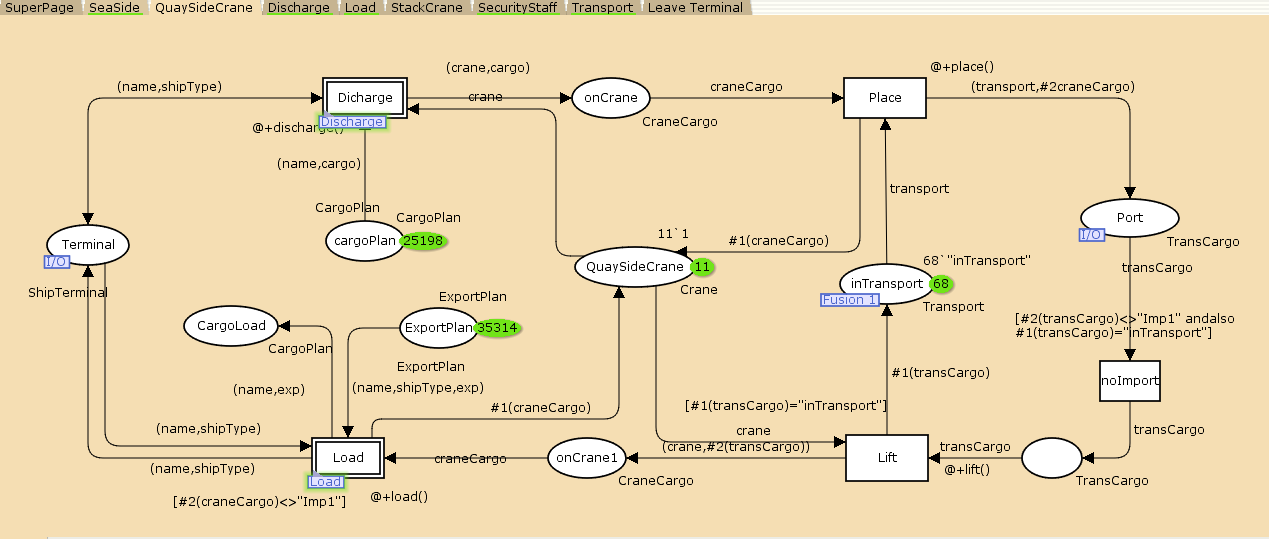 SuperPage SeaSide QuaySideCrane Discharge Load StackCrane SecurityStaff Transport Leave Terminal
@+place()
(crane,cargo)
(name,shipType)
craneCargo
(transport,#2craneCargo)
Dicharge
crane
onCrane
Place
Discharge
CraneCargo
@+discharge()
(name,cargo)
transport
CargoPlan
CargoPlan
Port
11`1
I/O
TransCargo
Terminal
cargoPlan 25198
#1(craneCargo)
I/O
68`"inTransport"
QuaySideCrane 11
transCargo
inTransport 68
ShipTerminal
Crane
Fusion 1
Transport
ExportPlan
CargoLoad
ExportPlan 35314
[#2(transCargo)<>"Imp1" andalso
#1(transCargo)="inTransport"]
CargoPlan
ExportPlan
#1(transCargo)
noImport
(name,exp)
(name,shipType,exp)
#1(craneCargo)
[#1(transCargo)="inTransport"]
(name,shipType)
crane
transCargo
(crane,#2(transCargo))
transCargo
Load
craneCargo
onCrane1
Lift
(name,shipType)
@+lift()
Load
CraneCargo
TransCargo
[#2(craneCargo)<>"Imp1"]
@+load()